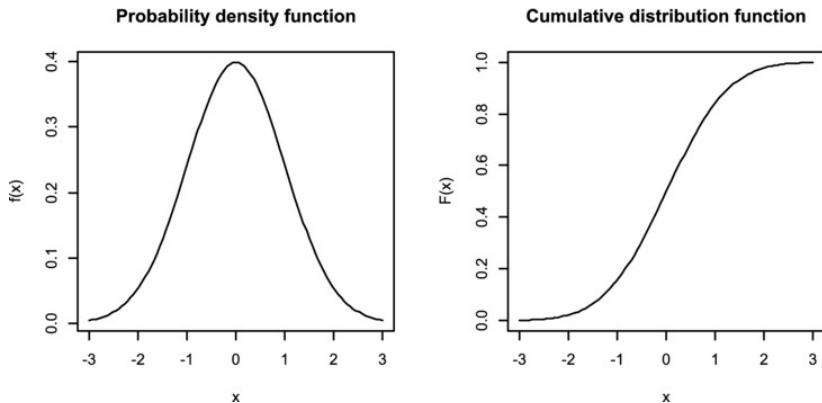 Probability density function
f(x)
0.4
0.3
0.2
0.1
0.0
-3 -2 -1 0 1 2 3
x
Cumulative distribution function
F(x)
1.0
0.8
0.6
0.4
0.2
0.0
-3 -2 -1 0 1 2 3
x